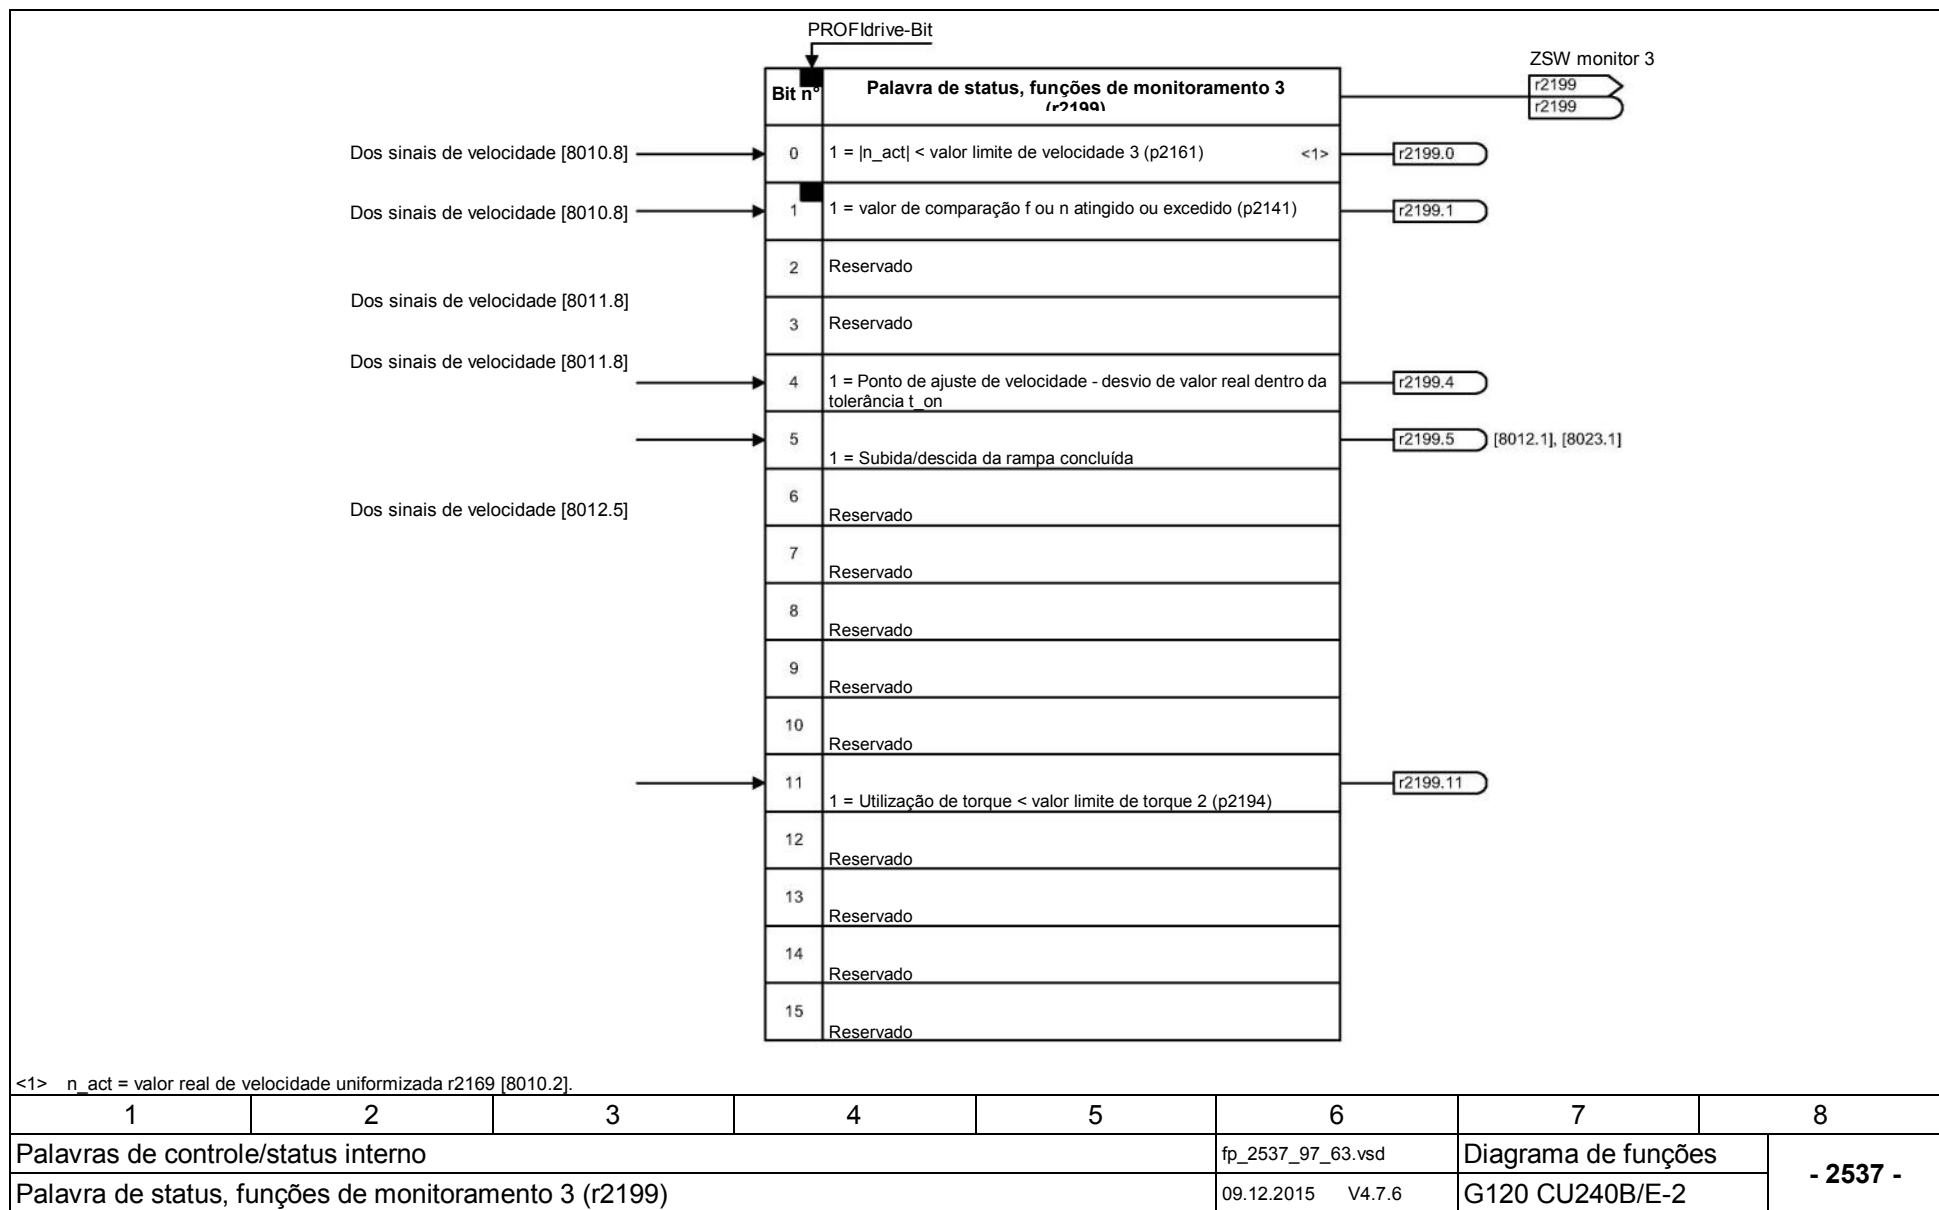 PROFIdrive-Bit
ZSW monitor 3
Bit n°
Palavra de status, funções de monitoramento 3
(r2199)
r2199
r2199
Dos sinais de velocidade [8010.8]
0
1 = |n_act| < valor limite de velocidade 3 (p2161)
<1>
r2199.0
Dos sinais de velocidade [8010.8]
1
1 = valor de comparação f ou n atingido ou excedido (p2141)
r2199.1
2
Reservado
Dos sinais de velocidade [8011.8]
3
Reservado
Dos sinais de velocidade [8011.8]
4
1 = Ponto de ajuste de velocidade - desvio de valor real dentro da
tolerância t_on
r2199.4
5
1 = Subida/descida da rampa concluída
r2199.5
[8012.1], [8023.1]
Dos sinais de velocidade [8012.5]
6
Reservado
7
Reservado
8
Reservado
9
Reservado
10
Reservado
11
1 = Utilização de torque < valor limite de torque 2 (p2194)
r2199.11
12
Reservado
13
Reservado
14
Reservado
15
Reservado
<1> n_act = valor real de velocidade uniformizada r2169 [8010.2].
1 2 3 4 5 6 7 8
Palavras de controle/status interno
fp_2537_97_63.vsd
Diagrama de funções
- 2537 -
Palavra de status, funções de monitoramento 3 (r2199)
09.12.2015 V4.7.6
G120 CU240B/E-2